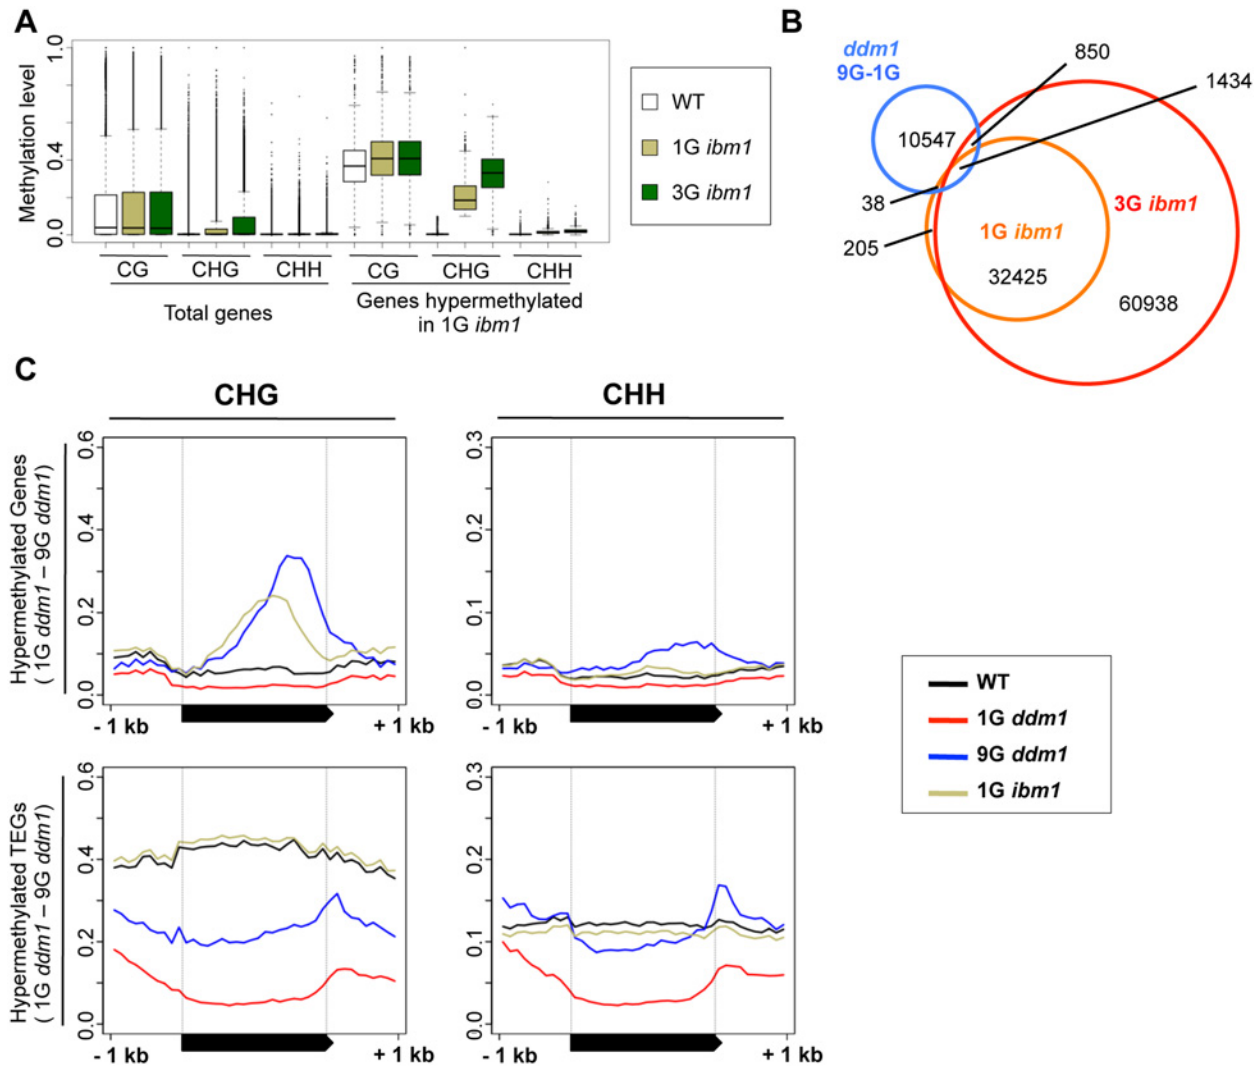 A
Methylation level
1.0
0.4
0.0
CG
CHG
CHH
CG
CHG
CHH
Total genes
Genes hypermethylated
in 1G ibm1
WT
1G ibm1
3G ibm1
B
ddm1
9G-1G
850
1434
10547
38
205
1G ibm1
3G ibm1
32425
60938
C
CHG
CHH
Hypermethylated Genes
( 1G ddm1 – 9G ddm1)
0.6
0.4
0.2
0.0
- 1 kb
+ 1 kb
0.3
0.2
0.1
0.0
- 1 kb
+ 1 kb
Hypermethylated TEGs
( 1G ddm1 – 9G ddm1)
0.6
0.4
0.2
0.0
- 1 kb
+ 1 kb
0.3
0.2
0.1
0.0
- 1 kb
+ 1 kb
WT
1G ddm1
9G ddm1
1G ibm1